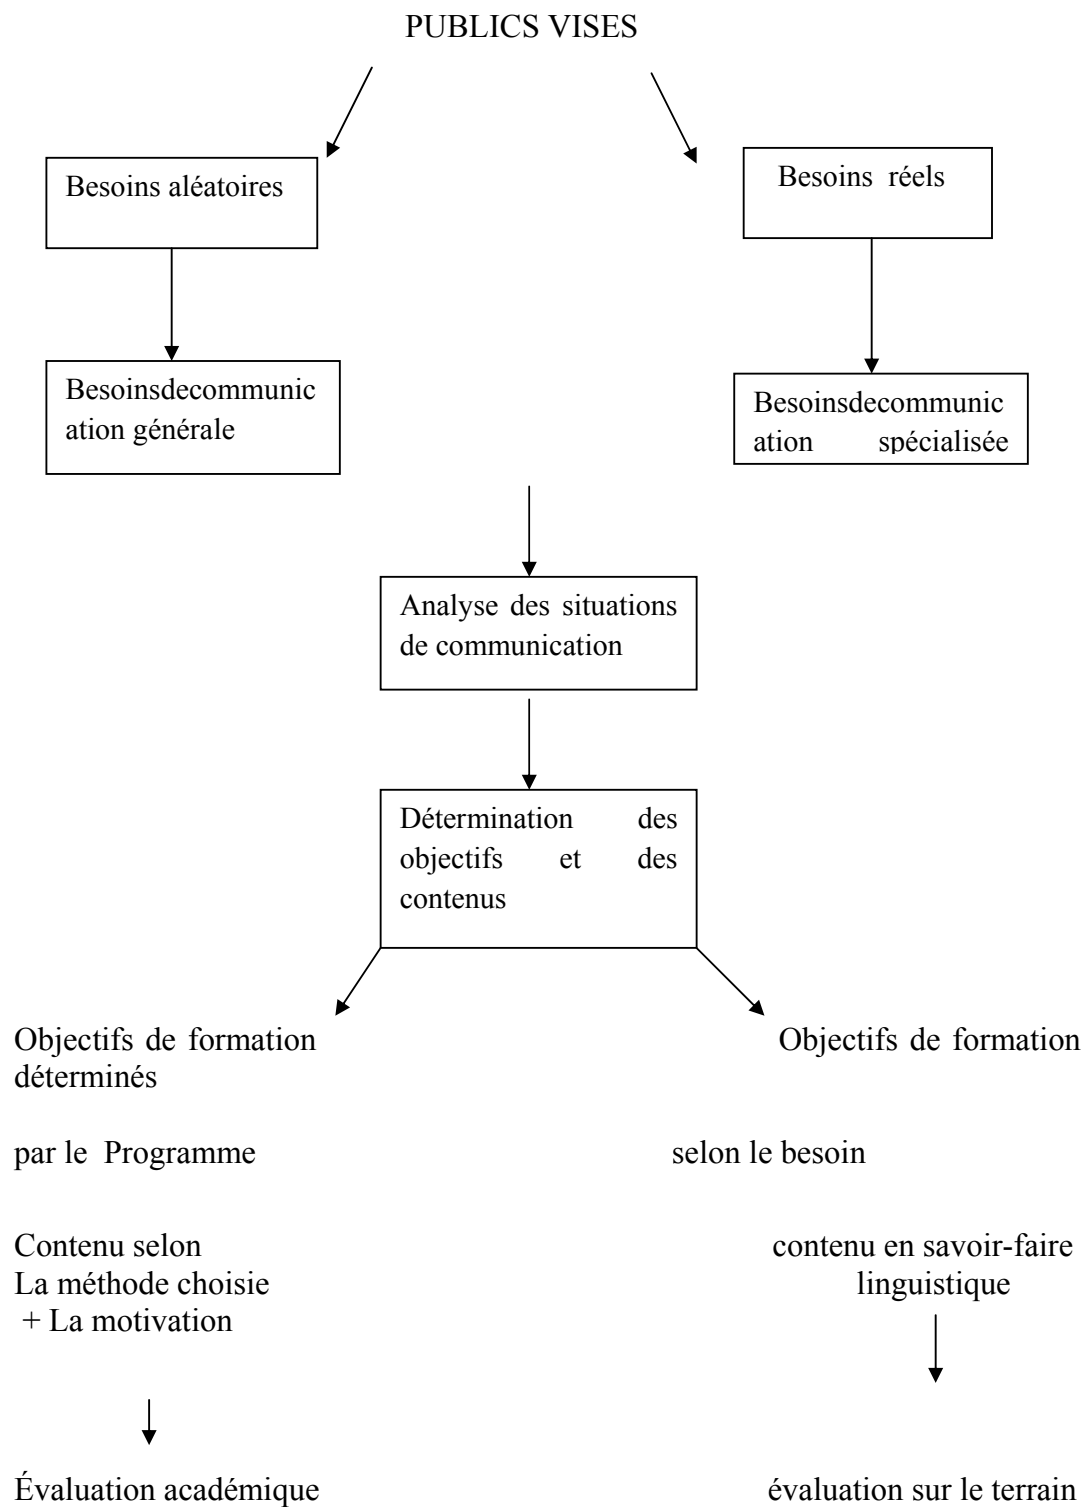 PUBLICS VISES
Besoins aléatoires
Besoins réels
Besoinsdecommunic
ation générale
Besoinsdecommunic
ation spécialisée
Analyse des situations
de communication
Détermination des
objectifs et des
contenus
Objectifs de formation
déterminés
Objectifs de formation
par le Programme
selon le besoin
Contenu selon
La méthode choisie
+ La motivation
contenu en savoir-faire
linguistique
Évaluation académique
évaluation sur le terrain